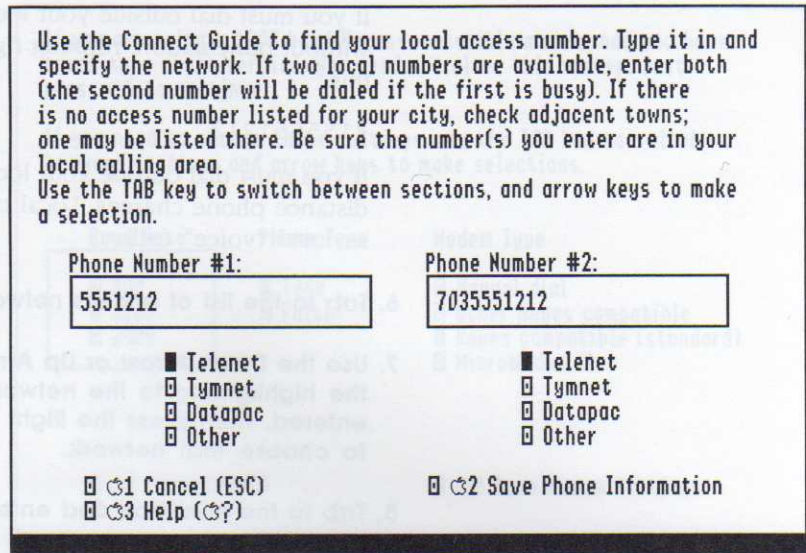 Use the Connect Guide to find your local access number. Type it in and
specify the network. If two local numbers are available, enter both
(the second number will be dialed if the first is busy). If there
is no access number listed for your city, check adjacent towns;
one may be listed there. Be sure the number(s) you enter are in your
local calling area.
Use the TAB key to switch between sections, and arrow keys to make
a selection.
Phone Number #1: Phone Number #2:
5551212 7035551212
Telenet Telenet
Tymnet Tymnet
Datapac Datapac
Other Other
1 Cancel (ESC) 2 Save Phone Information
3 Help (?)